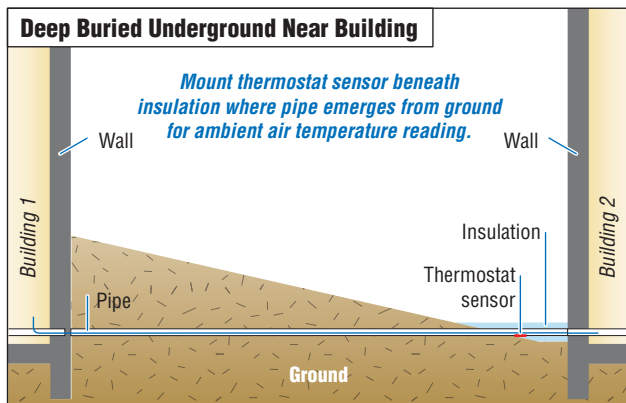 Deep Buried Underground Near Building
Mount thermostat sensor beneath
insulation where pipe emerges from ground
for ambient air temperature reading.
Wall
Wall
Building 1
Building 2
Insulation
Thermostat
sensor
Pipe
Ground